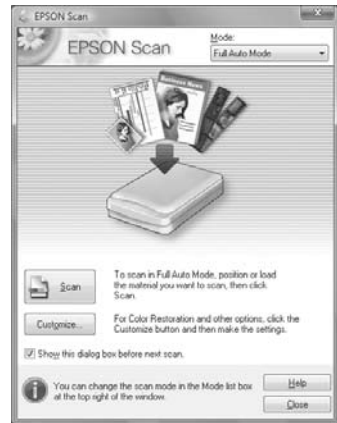 EPSON Scan
EPSON Scan
Mode:
Full Auto Mode
Business News
Scan
To scan in Full Auto Mode, position or load
the material you want to scan, then click
Scan.
Customize...
For Color Restoration and other options, click the
Customize button and then make the settings.
Show this dialog
box before next scan.
You can change the scan mode in the Mode list box
at the top right of the window.
Help
Close